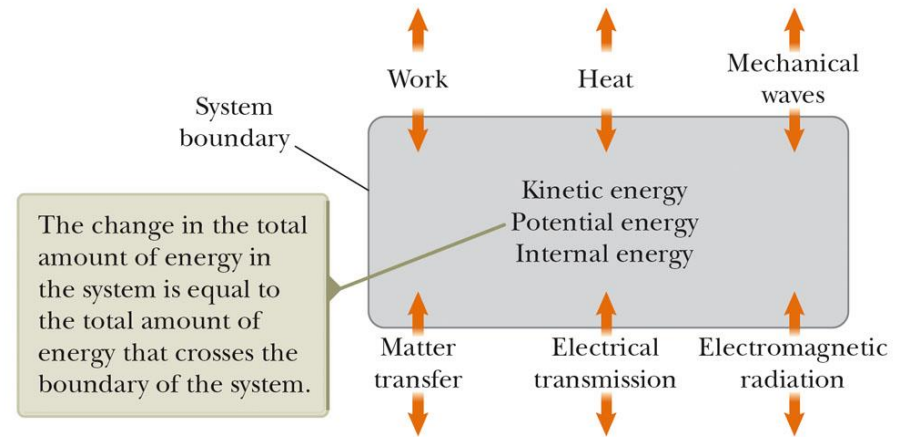 Work
Heat
Mechanical
waves
System
boundary
Kinetic energy
Potential energy
Internal energy
The change in the total
amount of energy in
the system is equal to
the total amount of
energy that crosses the
boundary of the system.
Matter
transfer
Electrical
transmission
Electromagnetic
radiation